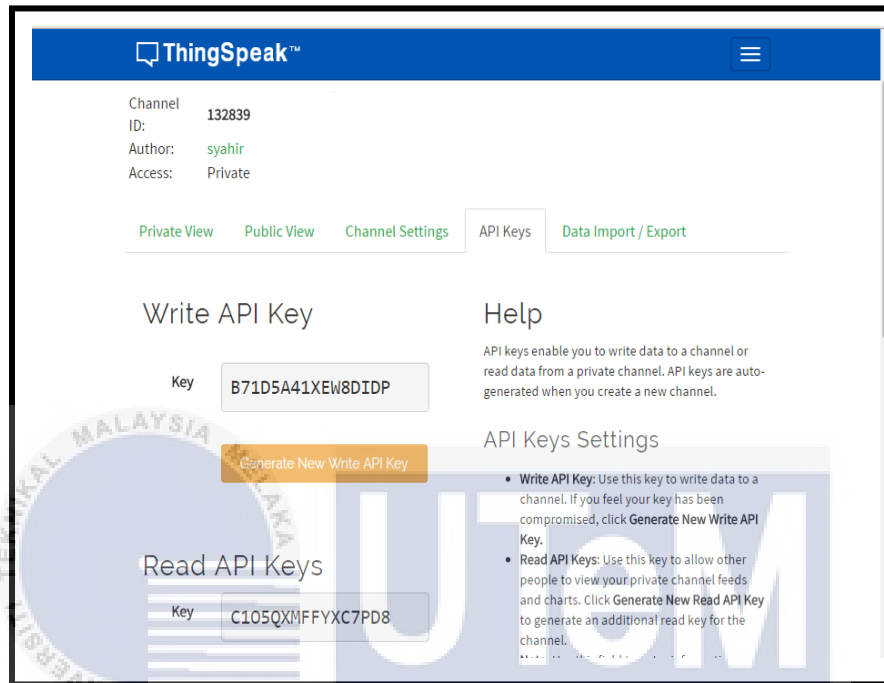 ThingSpeak™
Channel
ID:
132839
Author: syahir
Access: Private
Private View Public View Channel Settings API Keys Data Import / Export
Write API Key
Key B71D5A41XEW8DIDP
Generate New Write API Key
Read API Keys
Key C1O5QXMFFYXC7PD8
Help
API keys enable you to write data to a channel or
read data from a private channel. API keys are auto-
generated when you create a new channel.
API Keys Settings
• Write API Key: Use this key to write data to a
channel. If you feel your key has been
compromised, click Generate New Write API
Key.
• Read API Keys: Use this key to allow other
people to view your private channel feeds
and charts. Click Generate New Read API Key
to generate an additional read key for the
channel.
MALAYSIA MELAKA
UTeM